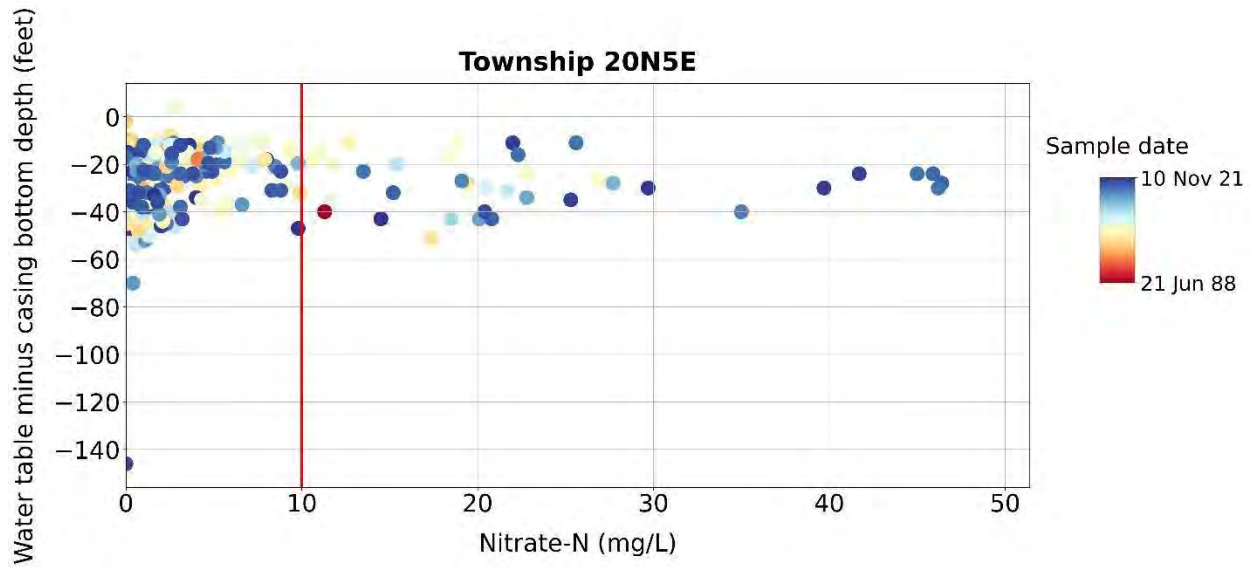 Township 20N5E
Water table minus casing bottom depth (feet)
0
−20
−40
−60
−80
−100
−120
−140
0
10
20
30
40
50
Nitrate-N (mg/L)
Sample date
10 Nov 21
21 Jun 88